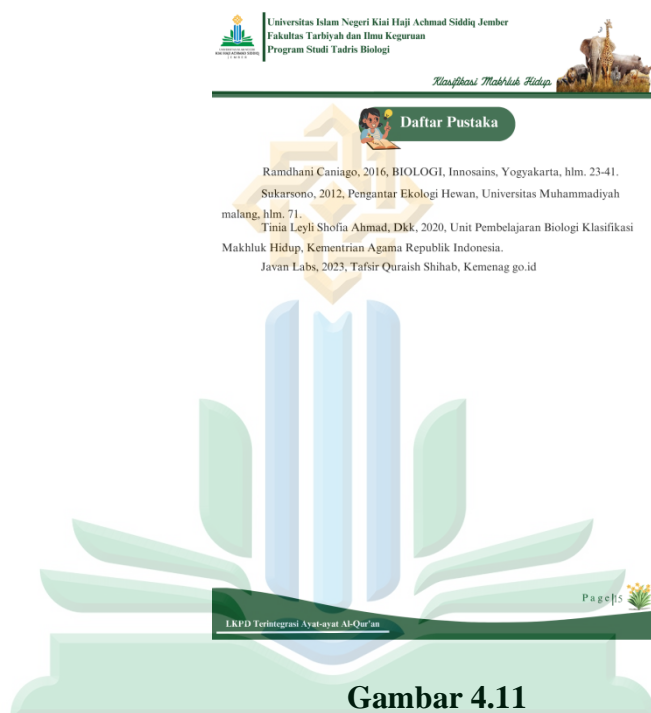 Universitas Islam Negeri Kiai Haji Achmad Siddiq Jember
Fakultas Tarbiyah dan Ilmu Keguruan
Program Studi Tadris Biologi
Klasifikasi Makhluk Hidup
Daftar Pustaka
Ramdhani Caniago, 2016, BIOLOGI, Innosains, Yogyakarta, hlm. 23-41.
Sukarsono, 2012, Pengantar Ekologi Hewan, Universitas Muhammadiyah
malang, hlm. 71.
Tinia Leyli Shofia Ahmad, Dkk, 2020, Unit Pembelajaran Biologi Klasifikasi
Makhluk Hidup, Kementrian Agama Republik Indonesia.
Javan Labs, 2023, Tafsir Quraish Shihab, Kemenag go.id
Page|15
LKPD Terintegrasi Ayat-ayat Al-Qur'an
Gambar 4.11